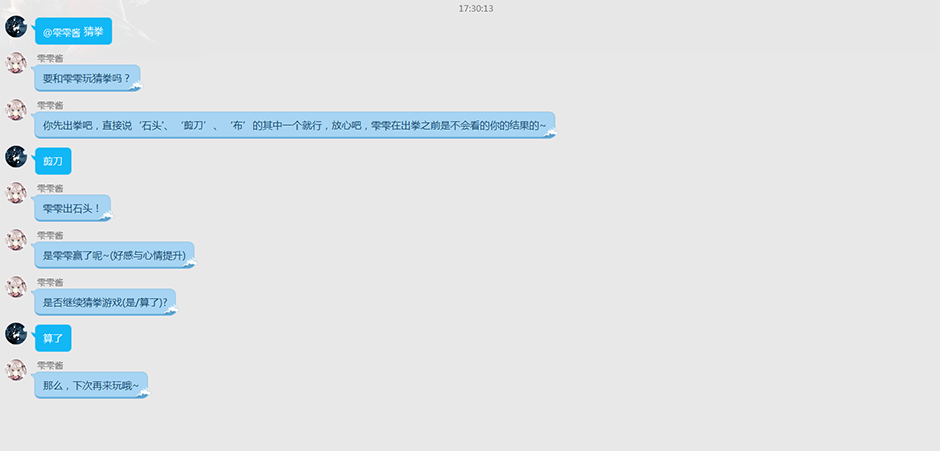 17:30:13
@零零酱 猜拳
零零酱
要和零零玩猜拳吗？
零零酱
你先出拳吧，直接说‘石头’、‘剪刀’、‘布’的其中一个就行，放心吧，零零在出拳之前是不会看的你的结果的~
剪刀
零零酱
零零出石头！
零零酱
是零零赢了呢~(好感与心情提升)
零零酱
是否继续猜拳游戏(是/算了)?
算了
零零酱
那么，下次再来玩哦~